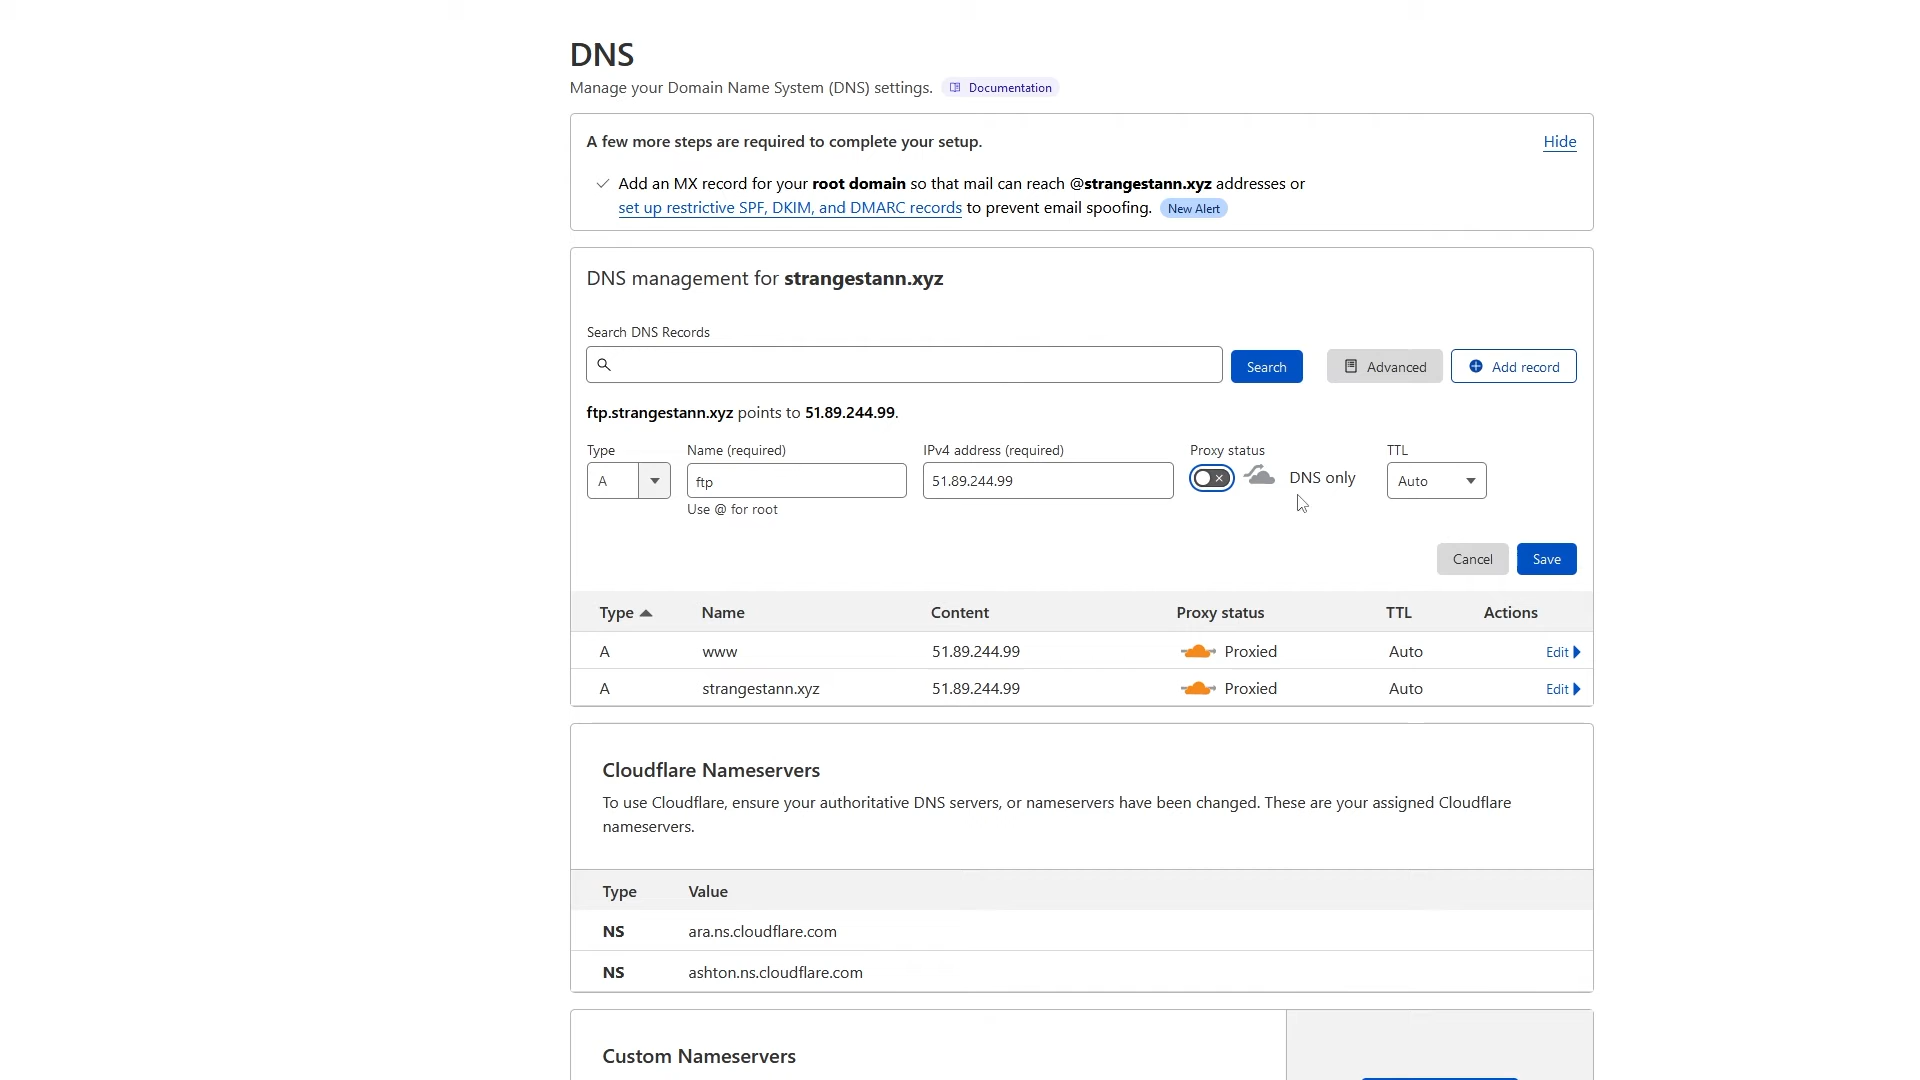 DNS
Manage your Domain Name System (DNS) settings. Documentation
A few more steps are required to complete your setup.
Hide
Add an MX record for your root domain so that mail can reach @strangestann.xyz addresses or
set up restrictive SPF, DKIM, and DMARC records to prevent email spoofing. New Alert
DNS management for strangestann.xyz
Search DNS Records
Search Advanced Add record
ftp.strangestann.xyz points to 51.89.244.99.
Type Name (required) IPv4 address (required) Proxy status TTL
A ftp 51.89.244.99 DNS only Auto
Use @ for root
Cancel Save
Type Name Content Proxy status TTL Actions
A www 51.89.244.99 Proxied Auto Edit
A strangestann.xyz 51.89.244.99 Proxied Auto Edit
Cloudflare Nameservers
To use Cloudflare, ensure your authoritative DNS servers, or nameservers have been changed. These are your assigned Cloudflare
nameservers.
Type Value
NS ara.ns.cloudflare.com
NS ashton.ns.cloudflare.com
Custom Nameservers